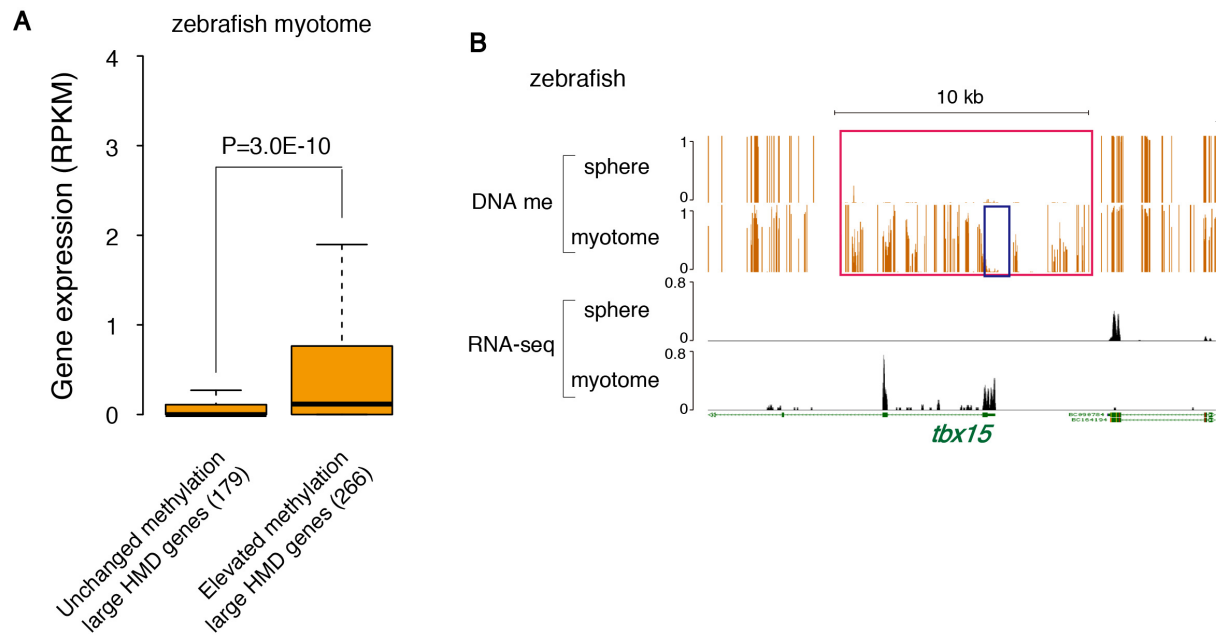 A
zebrafish myotome
Gene expression (RPKM)
4
3
2
1
0
P=3.0E-10
Unchanged methylation
large HMD genes (179)
Elevated methylation
large HMD genes (266)
B
zebrafish
10 kb
DNA me
sphere
1
0
myotome
1
0
RNA-seq
sphere
0.8
0
myotome
0.8
0
tbx15
BC090764
BC164194